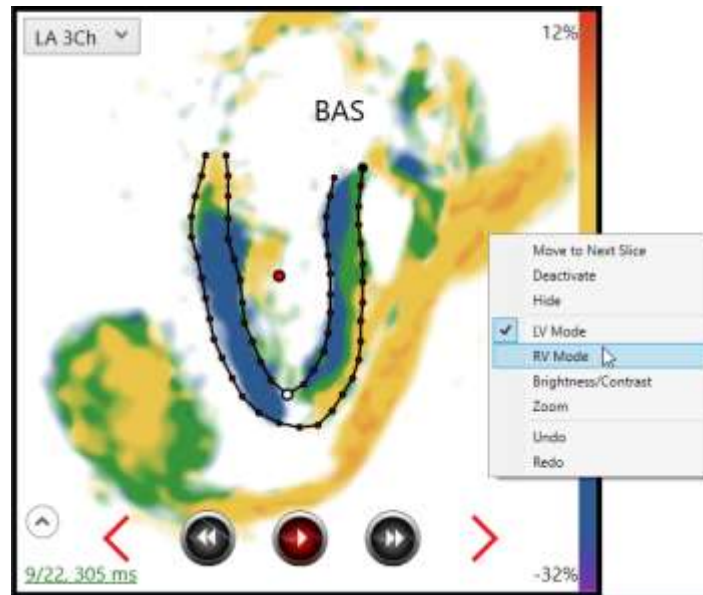 LA 3Ch
12%
BAS
Move to Next Slice
Deactivate
Hide
LV Mode
RV Mode
Brightness/Contrast
Zoom
Undo
Redo
9/22, 305 ms
-32%